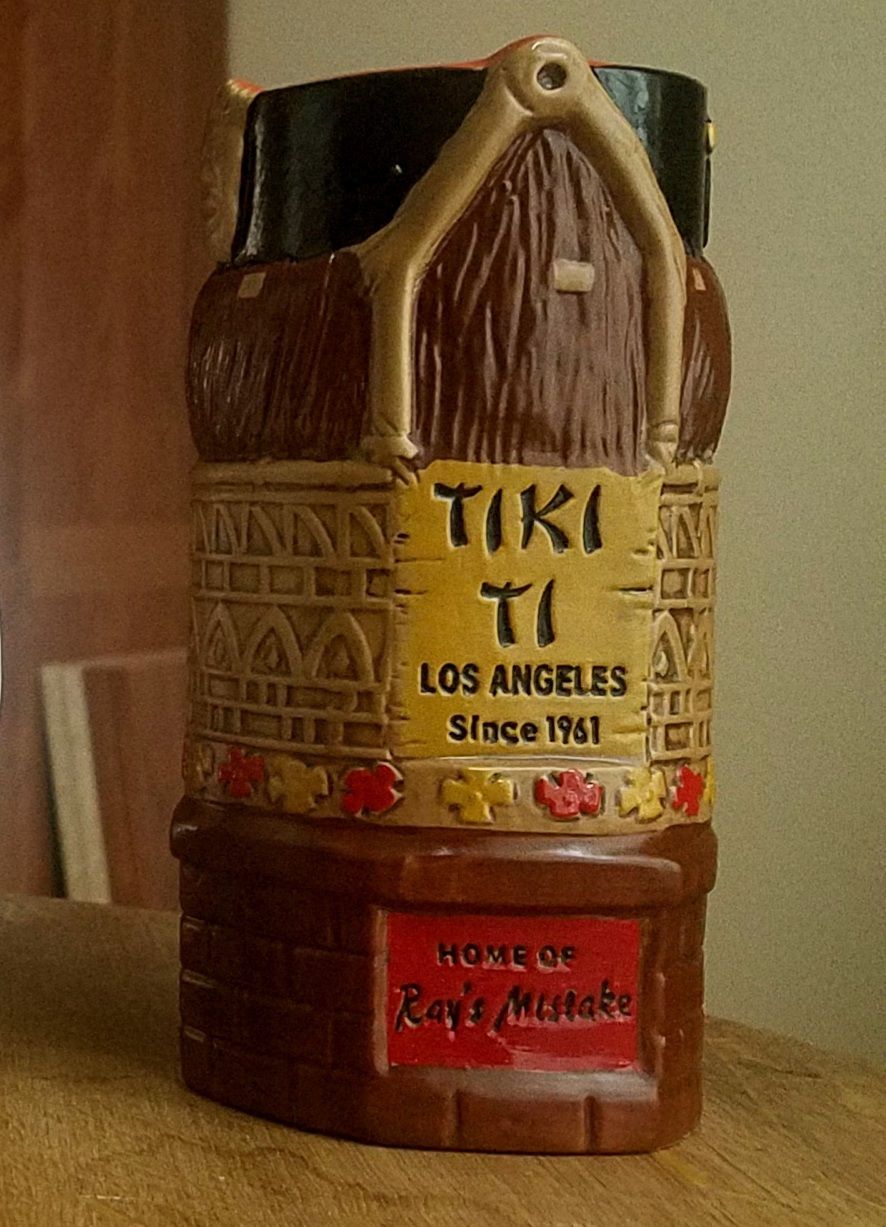 TIKI
TI
LOS ANGELES
Since 1961
HOME OF
Ray's Mistake